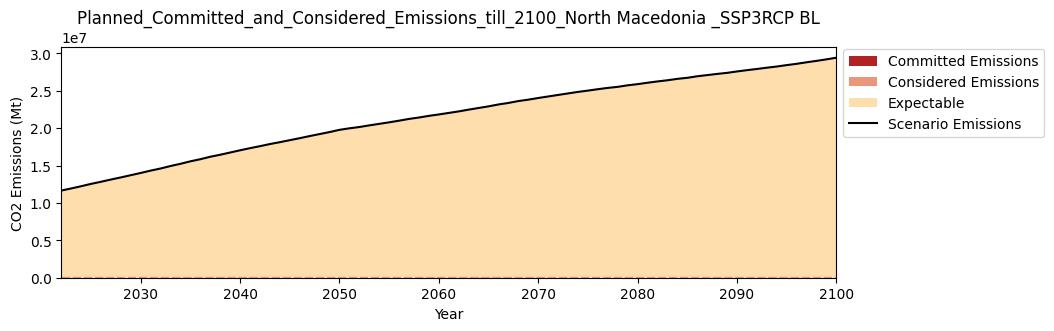 Planned_Committed_and_Considered_Emissions_till_2100_North Macedonia _SSP3RCP BL
1e7
3.0
2.5
2.0
1.5
1.0
0.5
0.0
CO2 Emissions (Mt)
2030 2040 2050 2060 2070 2080 2090 2100
Year
Committed Emissions
Considered Emissions
Expectable
Scenario Emissions